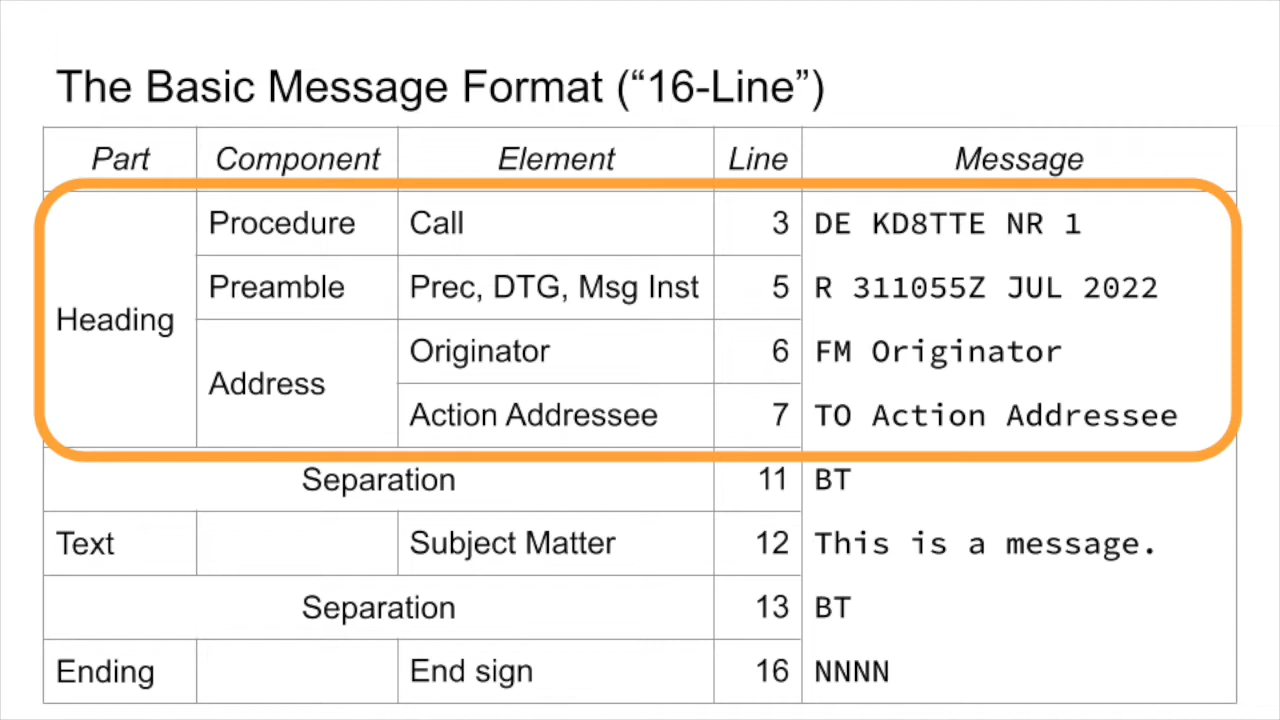 The Basic Message Format (“16-Line”)
Part Component Element Line Message
Heading
Procedure Call 3 DE KD8TTE NR 1
Preamble Prec, DTG, Msg Inst 5 R 311055Z JUL 2022
Address
Originator 6 FM Originator
Action Addressee 7 TO Action Addressee
Separation 11 BT
Text Subject Matter 12 This is a message.
Separation 13 BT
Ending End sign 16 NNNN